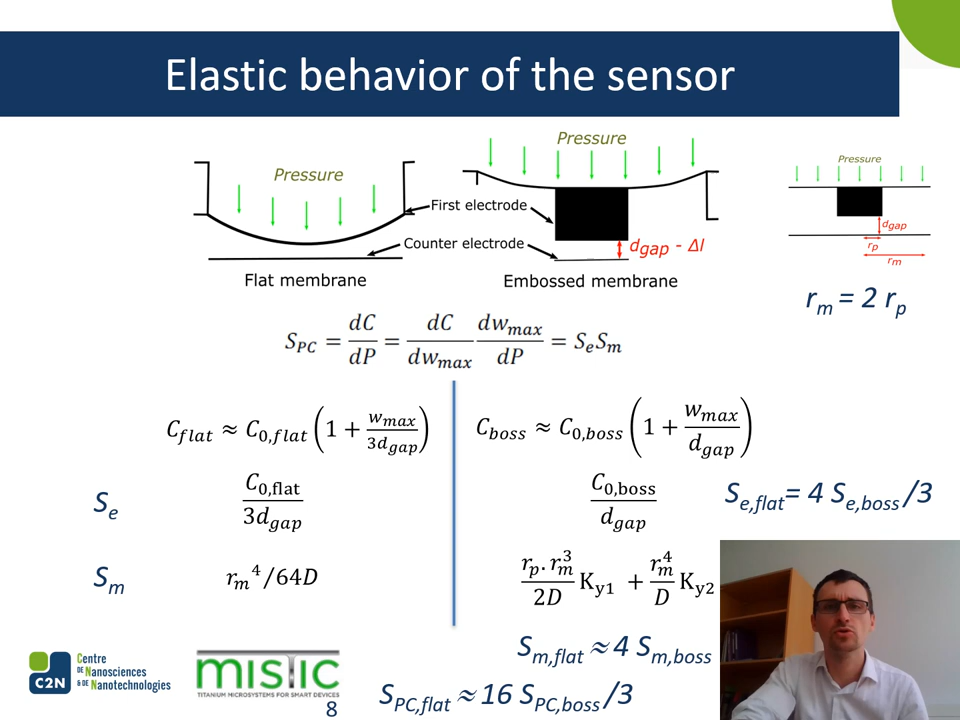 Elastic behavior of the sensor
Pressure
First electrode
Counter electrode
Flat membrane
Pressure
d_gap - Δl
Embossed membrane
Pressure
d_gap
r_p
r_m
r_m = 2 r_p
S_PC = dC/dP = dC/dw_max dw_max/dP = S_e S_m
C_flat ≈ C_0,flat (1 + w_max/3d_gap)
C_boss ≈ C_0,boss (1 + w_max/d_gap)
S_e
C_0,flat/3d_gap
C_0,boss/d_gap
S_e,flat = 4 S_e,boss /3
S_m
r_m^4/64D
r_p.r_m^3/2D K_y1 + r_m^4/D K_y2
S_m,flat ≈ 4 S_m,boss
S_PC,flat ≈ 16 S_PC,boss /3
C2N
Centre
DE Nanosciences
& DE Nanotechnologies
MISTIC
TITANIUM MICROSYSTEMS FOR SMART DEVICES
8